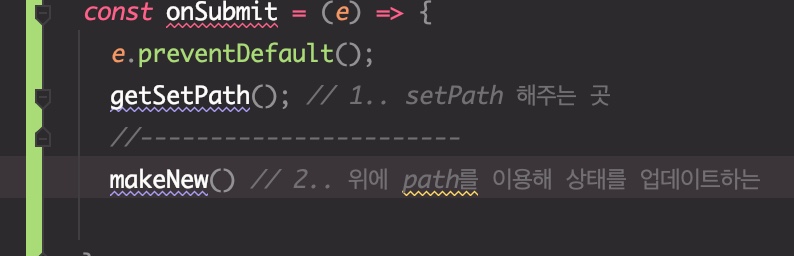 const onSubmit = (e) => {
e.preventDefault();
getSetPath(); // 1.. setPath 해주는 곳
//-----------------------
makeNew() // 2.. 위에 path를 이용해 상태를 업데이트하는
}